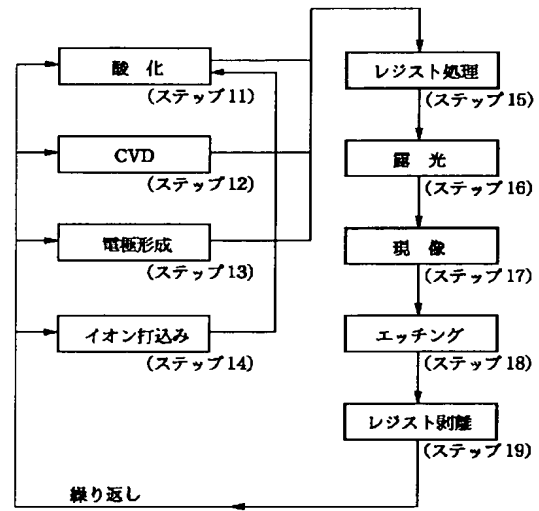 酸 化
(ステップ11)
CVD
(ステップ12)
電極形成
(ステップ13)
イオン打込み
(ステップ14)
レジスト処理
(ステップ15)
露 光
(ステップ16)
現 像
(ステップ17)
エッチング
(ステップ18)
レジスト剥離
(ステップ19)
繰り返し